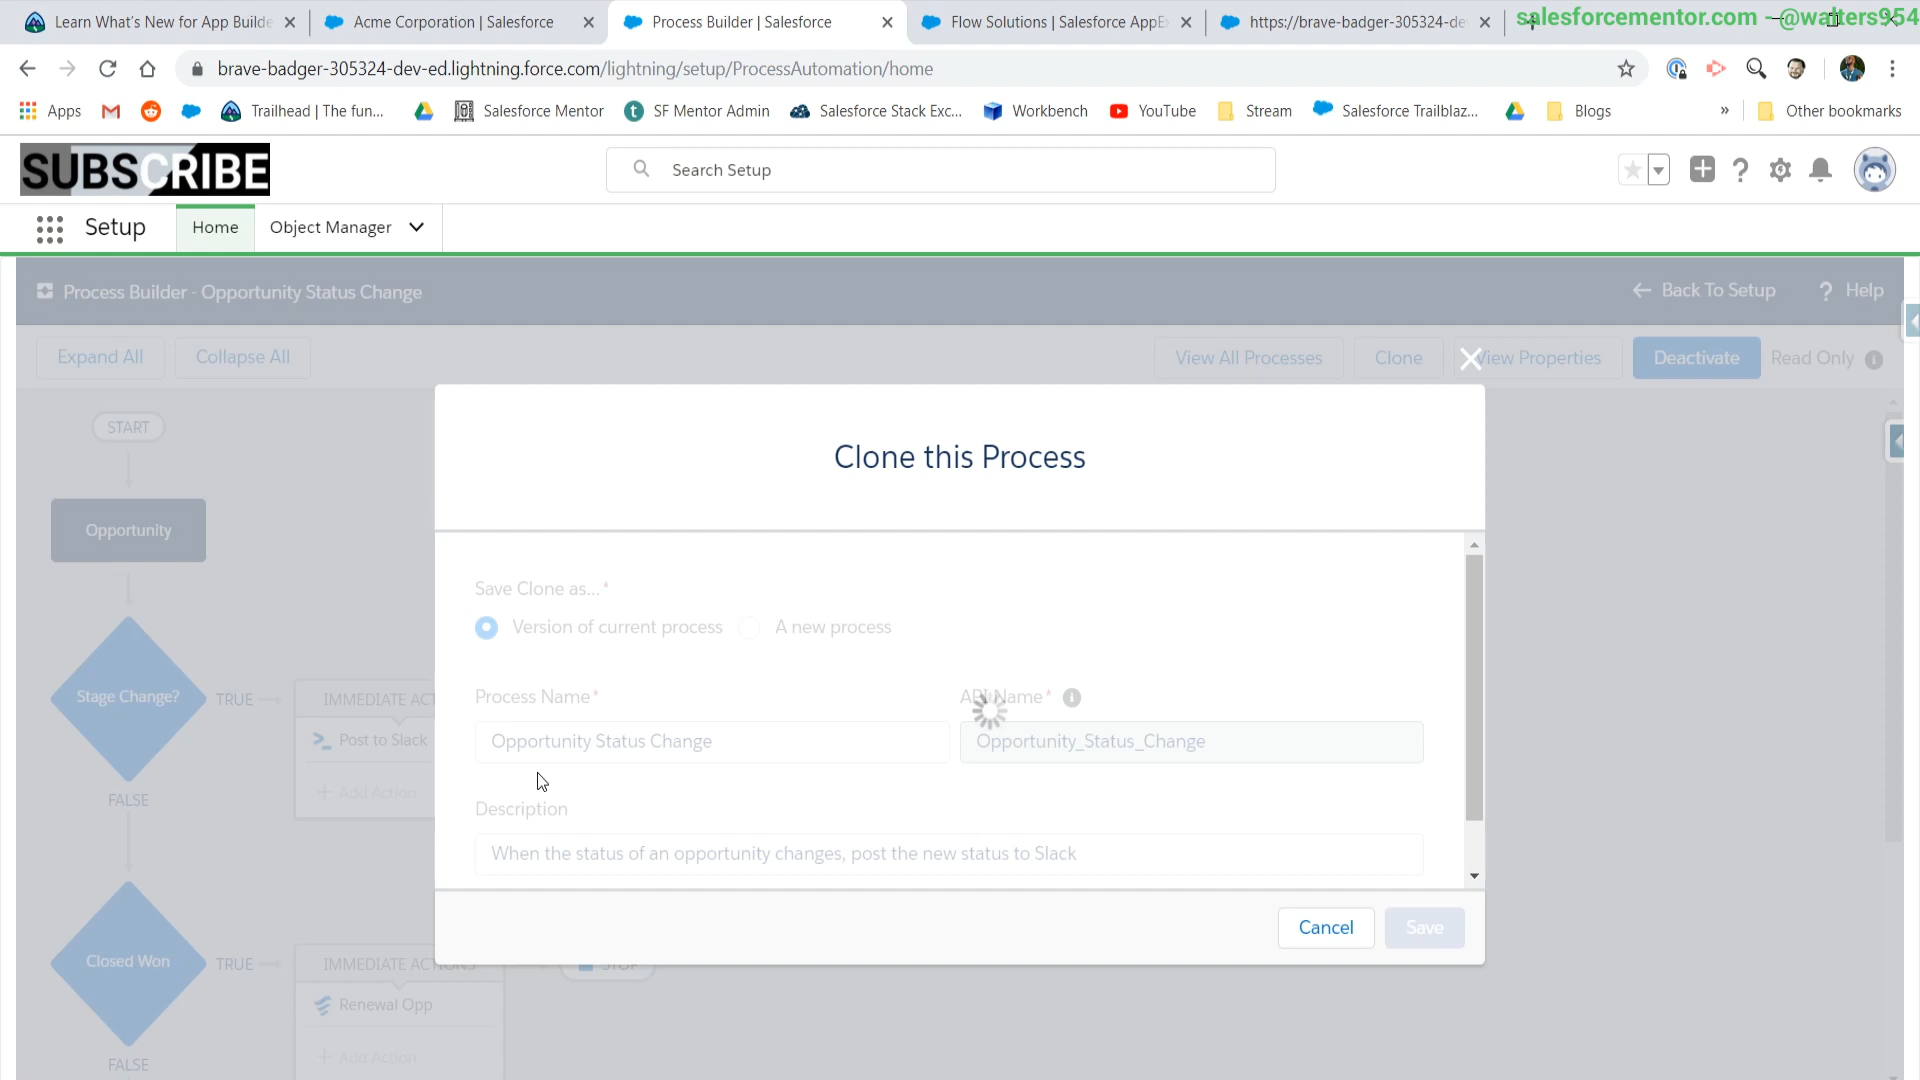 Learn What's New for App Builde
Acme Corporation | Salesforce
Process Builder | Salesforce
Flow Solutions | Salesforce AppEx
https://brave-badger-305324-de
salesforcementor.com - @walters954
brave-badger-305324-dev-ed.lightning.force.com/lightning/setup/ProcessAutomation/home
Apps
Trailhead | The fun...
Salesforce Mentor
SF Mentor Admin
Salesforce Stack Exc...
Workbench
YouTube
Stream
Salesforce Trailblaz...
Blogs
»
Other bookmarks
SUBSCRIBE
Search Setup
Setup
Home
Object Manager
Process Builder - Opportunity Status Change
Back To Setup
? Help
Expand All
Collapse All
View All Processes
Clone
View Properties
Deactivate
Read Only
START
Opportunity
Stage Change?
TRUE
IMMEDIATE ACT
Post to Slack
+ Add Action
FALSE
Closed Won
TRUE
IMMEDIATE ACTIONS
STOP
Renewal Opp
+ Add Action
FALSE
Clone this Process
Save Clone as... *
Version of current process
A new process
Process Name*
API Name*
Opportunity Status Change
Opportunity_Status_Change
Description
When the status of an opportunity changes, post the new status to Slack
Cancel
Save